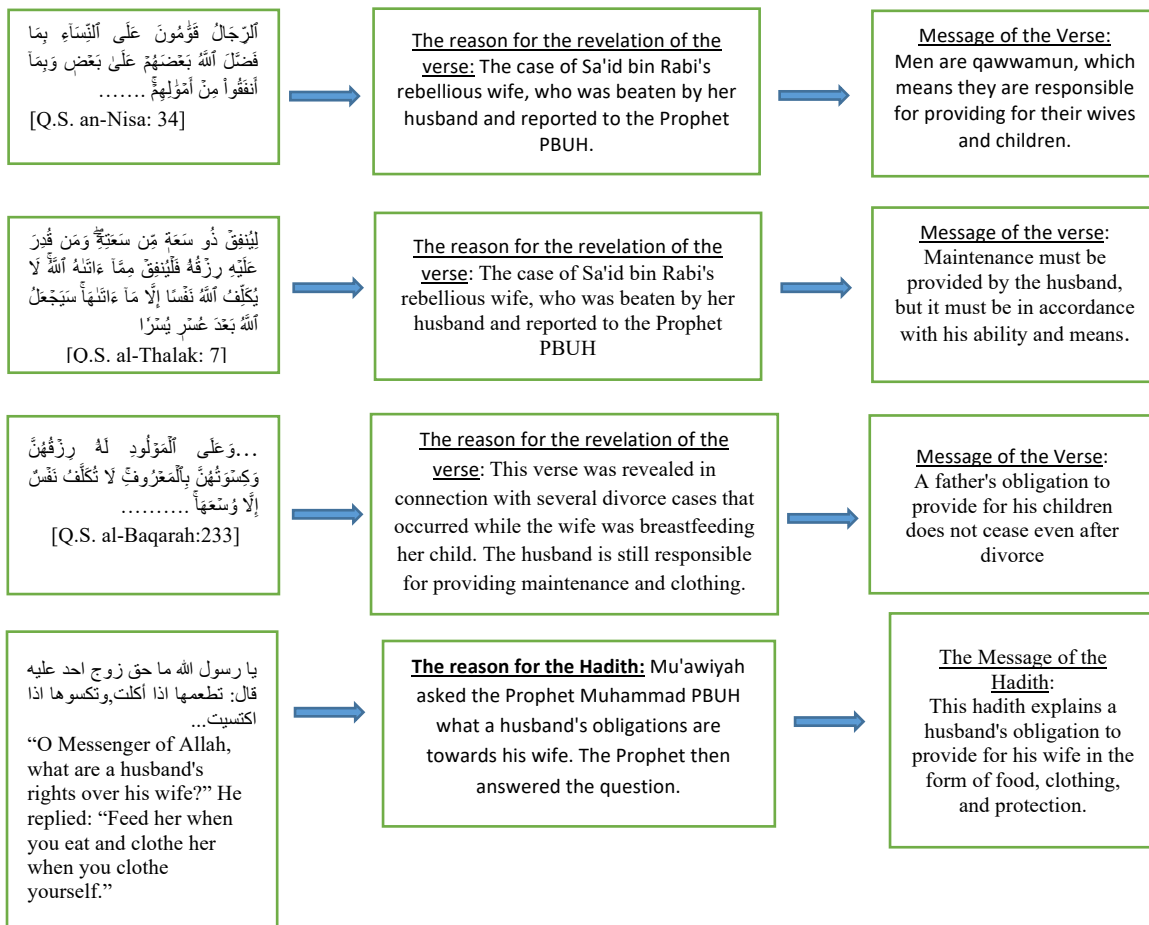 ٱلرِّجَالُ قَوَّٰمُونَ عَلَى ٱلنِّسَآءِ بِمَا
فَضَّلَ ٱللَّهُ بَعۡضَهُمۡ عَلَىٰ بَعۡضٖ وَبِمَآ
أَنفَقُواْ مِنۡ أَمۡوَٰلِهِمۡۚ .......
[Q.S. an-Nisa: 34]
The reason for the revelation of the
verse: The case of Sa'id bin Rabi's
rebellious wife, who was beaten by her
husband and reported to the Prophet
PBUH.
Message of the Verse:
Men are qawwamun, which
means they are responsible
for providing for their wives
and children.
لِيُنفِقۡ ذُو سَعَةٖ مِّن سَعَتِهِۦۖ وَمَن قُدِرَ
عَلَيۡهِ رِزۡقُهُۥ فَلۡيُنفِقۡ مِمَّآ ءَاتَىٰهُ ٱللَّهُۚ لَا
يُكَلِّفُ ٱللَّهُ نَفۡسًا إِلَّا مَآ ءَاتَىٰهَاۚ سَيَجۡعَلُ
ٱللَّهُ بَعۡدَ عُسۡرٖ يُسۡرٗا
[Q.S. al-Thalak: 7]
The reason for the revelation of the
verse: The case of Sa'id bin Rabi's
rebellious wife, who was beaten by her
husband and reported to the Prophet
PBUH
Message of the verse:
Maintenance must be
provided by the husband,
but it must be in accordance
with his ability and means.
...وَعَلَى ٱلۡمَوۡلُودِ لَهُۥ رِزۡقُهُنَّ
وَكِسۡوَتُهُنَّ بِٱلۡمَعۡرُوفِۚ لَا تُكَلَّفُ نَفۡسٌ
إِلَّا وُسۡعَهَاۚ ..........
[Q.S. al-Baqarah:233]
The reason for the revelation of the
verse: This verse was revealed in
connection with several divorce cases that
occurred while the wife was breastfeeding
her child. The husband is still responsible
for providing maintenance and clothing.
Message of the Verse:
A father's obligation to
provide for his children
does not cease even after
divorce
يا رسول الله ما حق زوج احد عليه
قال: تطعمها اذا أكلت,وتكسوها اذا
اكتسيت...
“O Messenger of Allah,
what are a husband's
rights over his wife?” He
replied: “Feed her when
you eat and clothe her
when you clothe
yourself.”
The reason for the Hadith: Mu'awiyah
asked the Prophet Muhammad PBUH
what a husband's obligations are
towards his wife. The Prophet then
answered the question.
The Message of the
Hadith:
This hadith explains a
husband's obligation to
provide for his wife in the
form of food, clothing,
and protection.